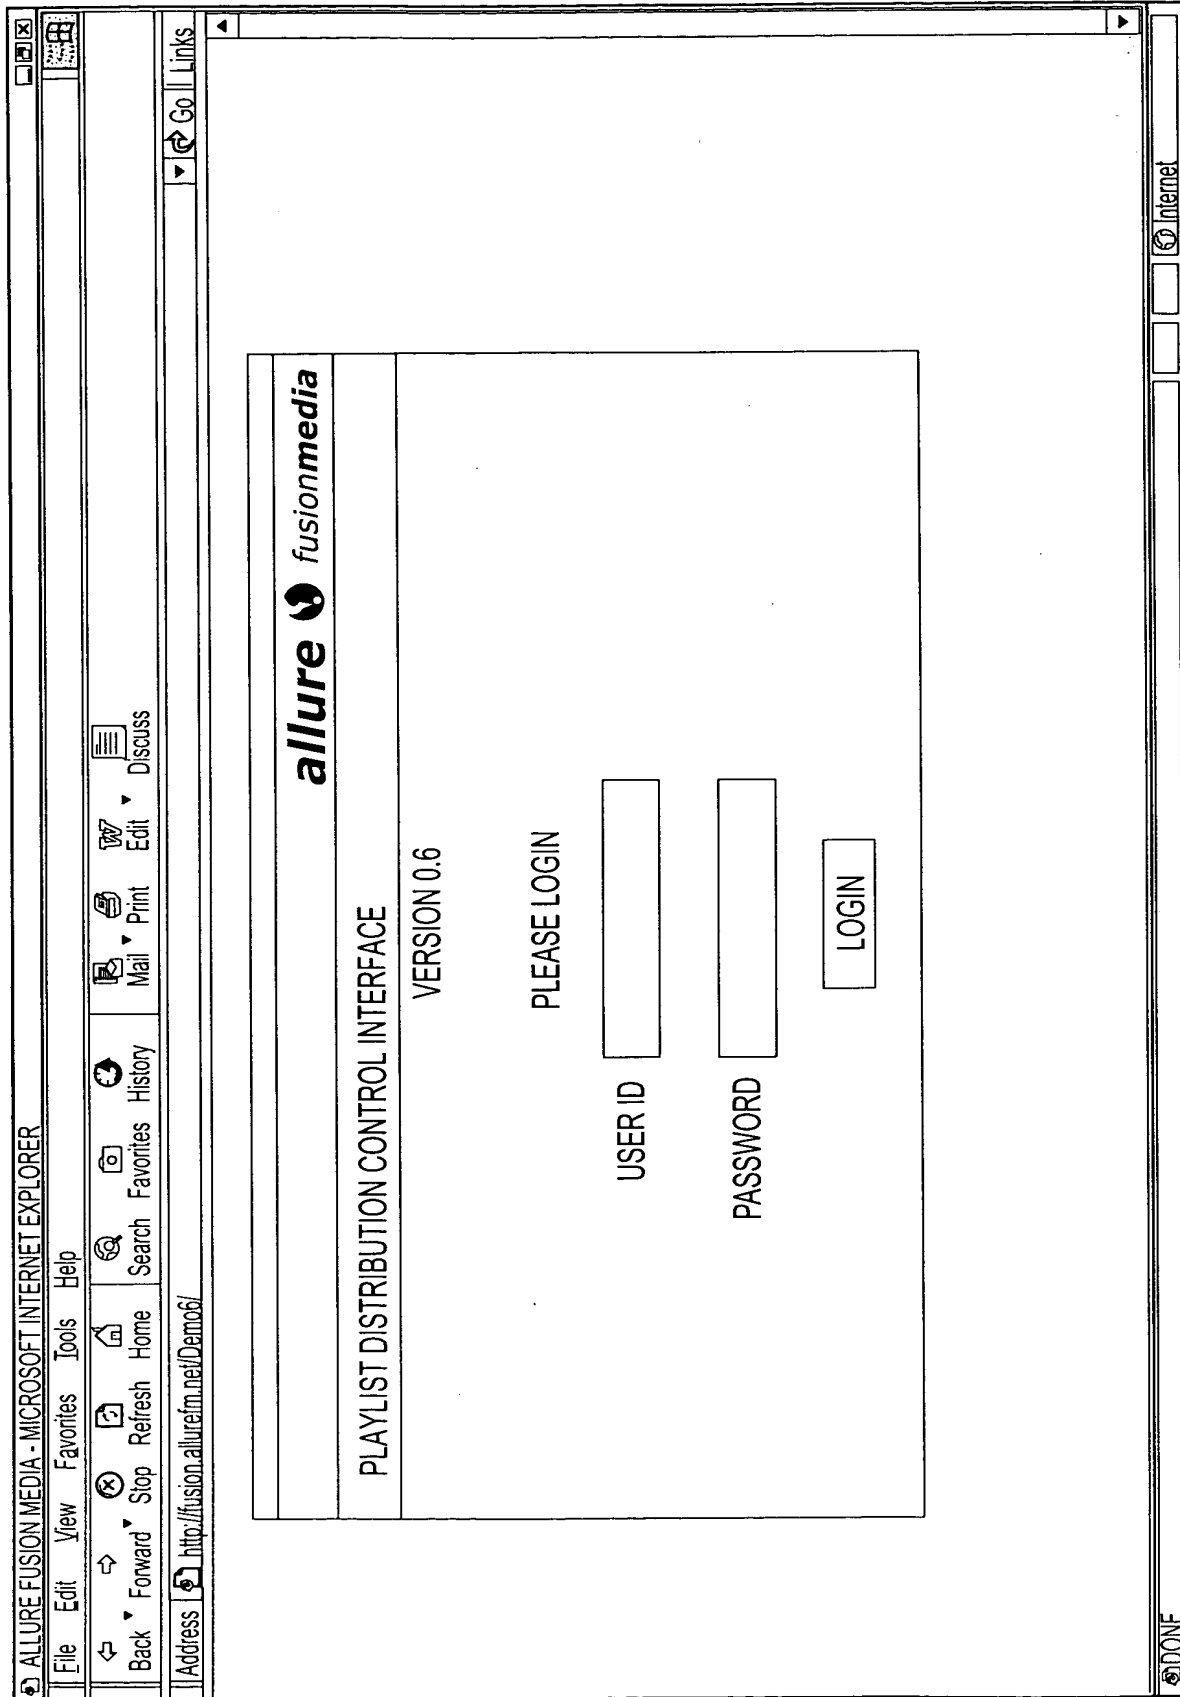 ALLURE FUSION MEDIA - MICROSOFT INTERNET EXPLORER
File Edit View Favorites Tools Help
Back Forward Stop Refresh Home Search Favorites History Mail Print Edit Discuss
Address http://fusion.allurefm.net/Demo6/ Go Links
allure fusionmedia
PLAYLIST DISTRIBUTION CONTROL INTERFACE
VERSION 0.6
PLEASE LOGIN
USER ID
PASSWORD
LOGIN
DONE Internet